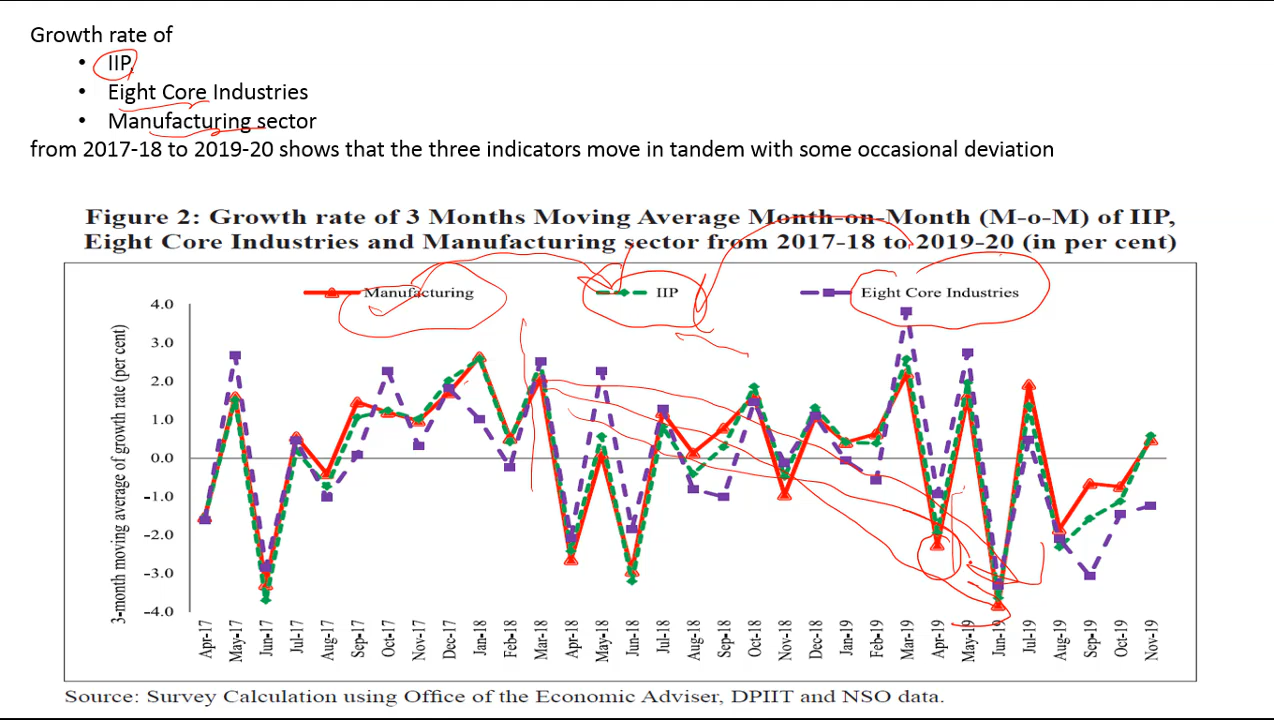 Growth rate of
• IIP,
• Eight Core Industries
• Manufacturing sector
from 2017-18 to 2019-20 shows that the three indicators move in tandem with some occasional deviation
Figure 2: Growth rate of 3 Months Moving Average Month-on-Month (M-o-M) of IIP,
Eight Core Industries and Manufacturing sector from 2017-18 to 2019-20 (in per cent)
Manufacturing IIP Eight Core Industries
3-month moving average of growth rate (per cent)
4.0
3.0
2.0
1.0
0.0
-1.0
-2.0
-3.0
-4.0
Apr-17 May-17 Jun-17 Jul-17 Aug-17 Sep-17 Oct-17 Nov-17 Dec-17 Jan-18 Feb-18 Mar-18 Apr-18 May-18 Jun-18 Jul-18 Aug-18 Sep-18 Oct-18 Nov-18 Dec-18 Jan-19 Feb-19 Mar-19 Apr-19 May-19 Jun-19 Jul-19 Aug-19 Sep-19 Oct-19 Nov-19
Source: Survey Calculation using Office of the Economic Adviser, DPIIT and NSO data.